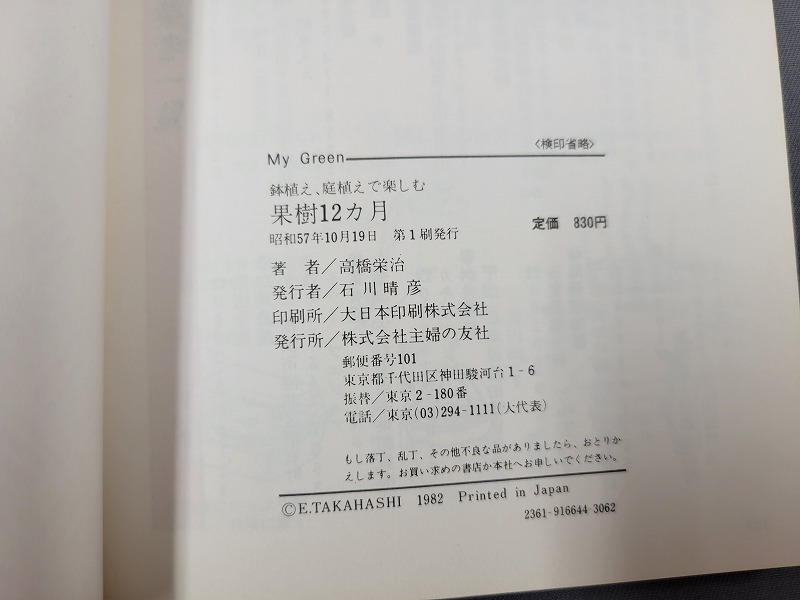 〈検印省略〉
My Green
鉢植え、庭植えで楽しむ
果樹12カ月
定価 830円
昭和57年10月19日 第1刷発行
著 者／高橋栄治
発行者／石川晴彦
印刷所／大日本印刷株式会社
発行所／株式会社主婦の友社
郵便番号101
東京都千代田区神田駿河台1-6
振替／東京2-180番
電話／東京(03)294-1111(大代表)
もし落丁、乱丁、その他不良な品がありましたら、おとりか
えします。お買い求めの書店か本社へお申しいでください。
©E.TAKAHASHI 1982 Printed in Japan
2361-916644-3062